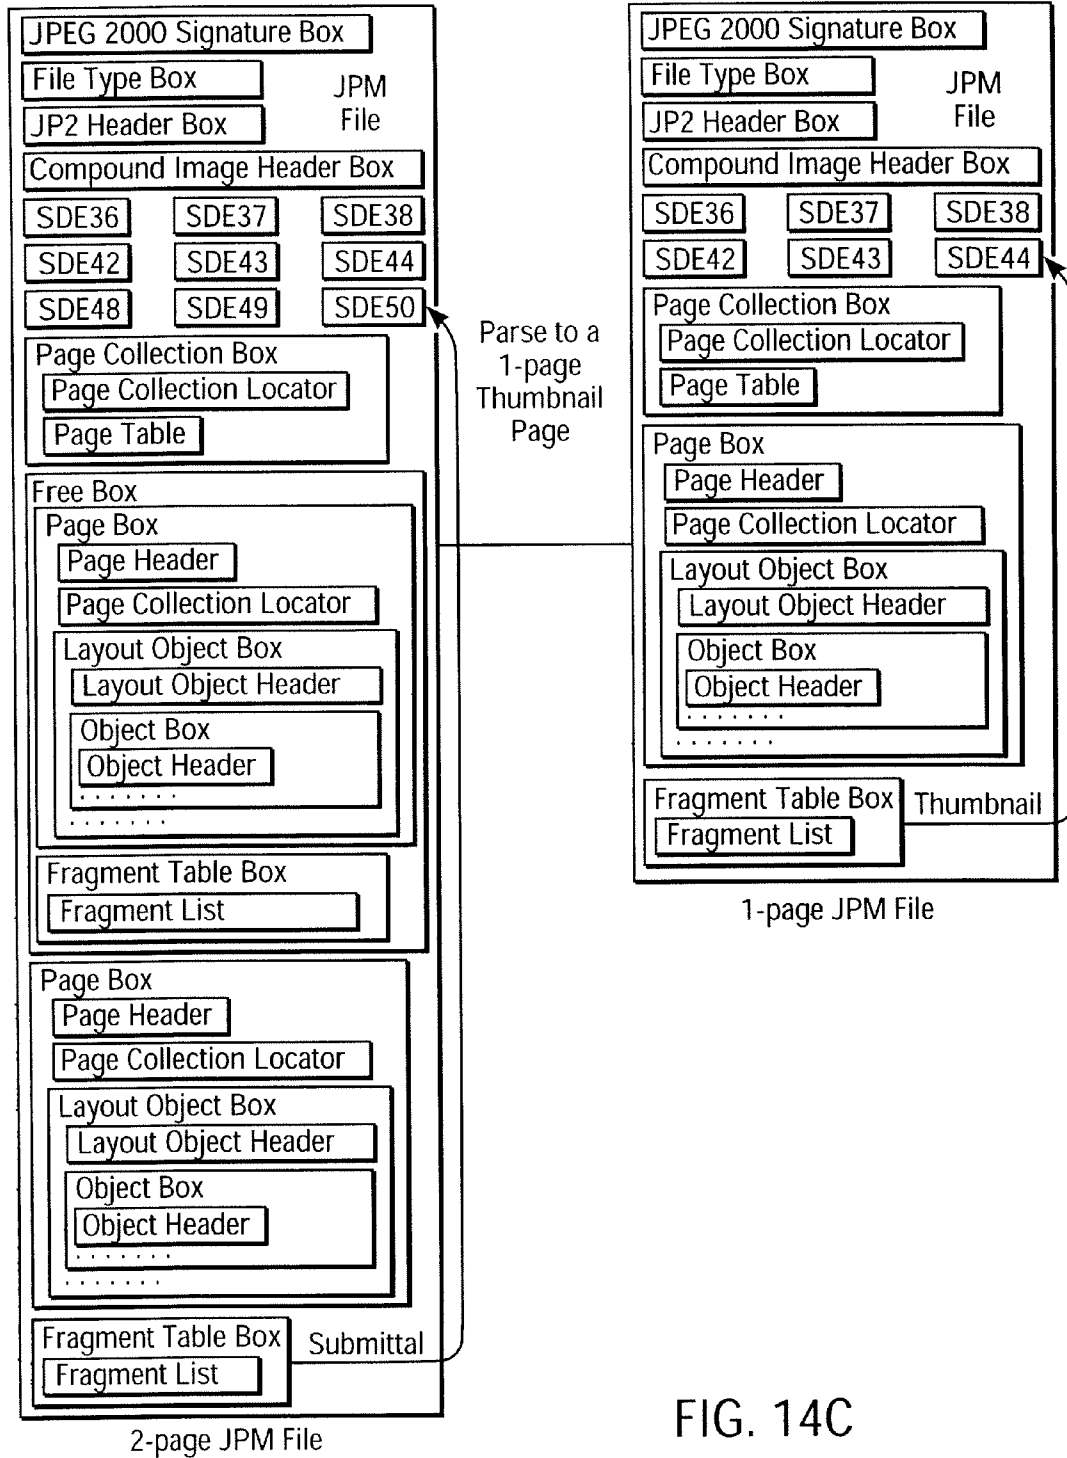 JPEG 2000 Signature Box
File Type Box
JPM
File
JP2 Header Box
Compound Image Header Box
SDE36 SDE37 SDE38
SDE42 SDE43 SDE44
SDE48 SDE49 SDE50
Page Collection Box
Page Collection Locator
Page Table
Free Box
Page Box
Page Header
Page Collection Locator
Layout Object Box
Layout Object Header
Object Box
Object Header
. . . . . . .
. . . . . . .
Fragment Table Box
Fragment List
Page Box
Page Header
Page Collection Locator
Layout Object Box
Layout Object Header
Object Box
Object Header
. . . . . . .
. . . . . . .
Fragment Table Box
Fragment List
Submittal
2-page JPM File
Parse to a
1-page
Thumbnail
Page
JPEG 2000 Signature Box
File Type Box
JPM
File
JP2 Header Box
Compound Image Header Box
SDE36 SDE37 SDE38
SDE42 SDE43 SDE44
Page Collection Box
Page Collection Locator
Page Table
Page Box
Page Header
Page Collection Locator
Layout Object Box
Layout Object Header
Object Box
Object Header
. . . . . . .
. . . . . . .
Fragment Table Box
Fragment List
Thumbnail
1-page JPM File
FIG. 14C